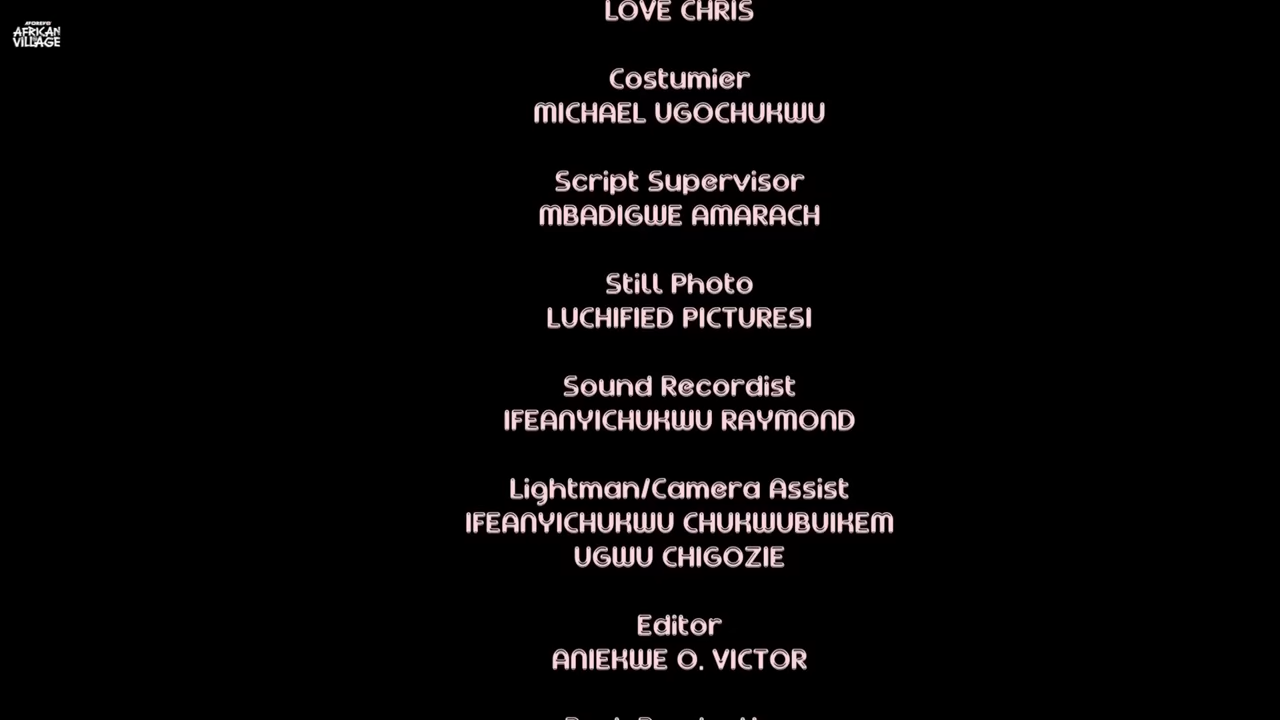 AFOREVO
AFRICAN
VILLAGE
LOVE CHRIS
Costumier
MICHAEL UGOCHUKWU
Script Supervisor
MBADIGWE AMARACH
Still Photo
LUCHIFIED PICTURESI
Sound Recordist
IFEANYICHUKWU RAYMOND
Lightman/Camera Assist
IFEANYICHUKWU CHUKWUBUIKEM
UGWU CHIGOZIE
Editor
ANIEKWE O. VICTOR